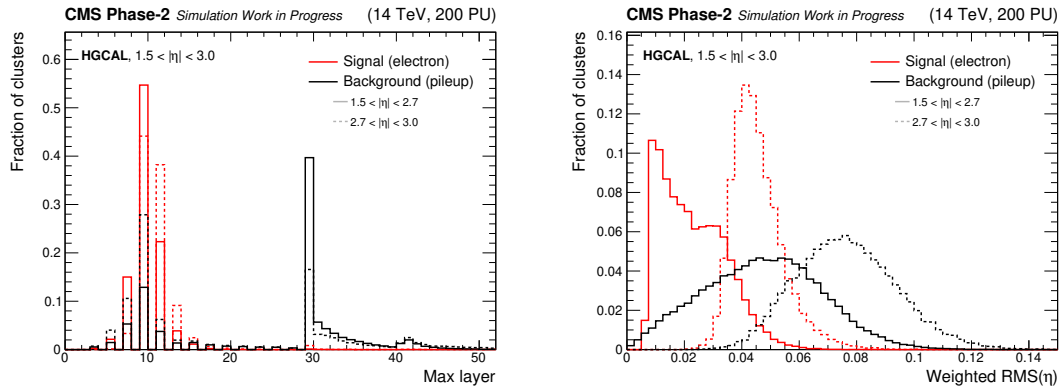 CMS Phase-2 Simulation Work in Progress (14 TeV, 200 PU)
HGCAL, 1.5 < |η| < 3.0
Signal (electron)
Background (pileup)
1.5 < |η| < 2.7
2.7 < |η| < 3.0
Fraction of clusters
0.6
0.5
0.4
0.3
0.2
0.1
0
0 10 20 30 40 50
Max layer
CMS Phase-2 Simulation Work in Progress (14 TeV, 200 PU)
HGCAL, 1.5 < |η| < 3.0
Signal (electron)
Background (pileup)
1.5 < |η| < 2.7
2.7 < |η| < 3.0
Fraction of clusters
0.16
0.14
0.12
0.1
0.08
0.06
0.04
0.02
0
0 0.02 0.04 0.06 0.08 0.1 0.12 0.14
Weighted RMS(η)